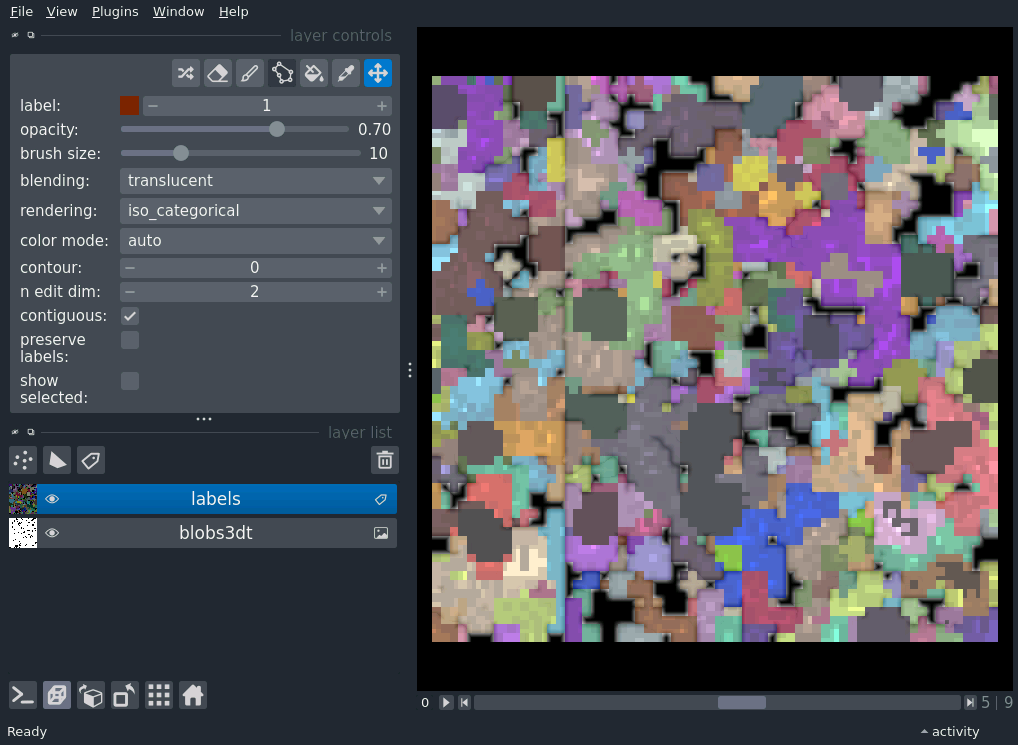 File View Plugins Window Help
layer controls
label: 1
opacity: 0.70
brush size: 10
blending: translucent
rendering: iso_categorical
color mode: auto
contour: 0
n edit dim: 2
contiguous:
preserve
labels:
show
selected:
layer list
labels
blobs3dt
0 5 | 9
Ready activity